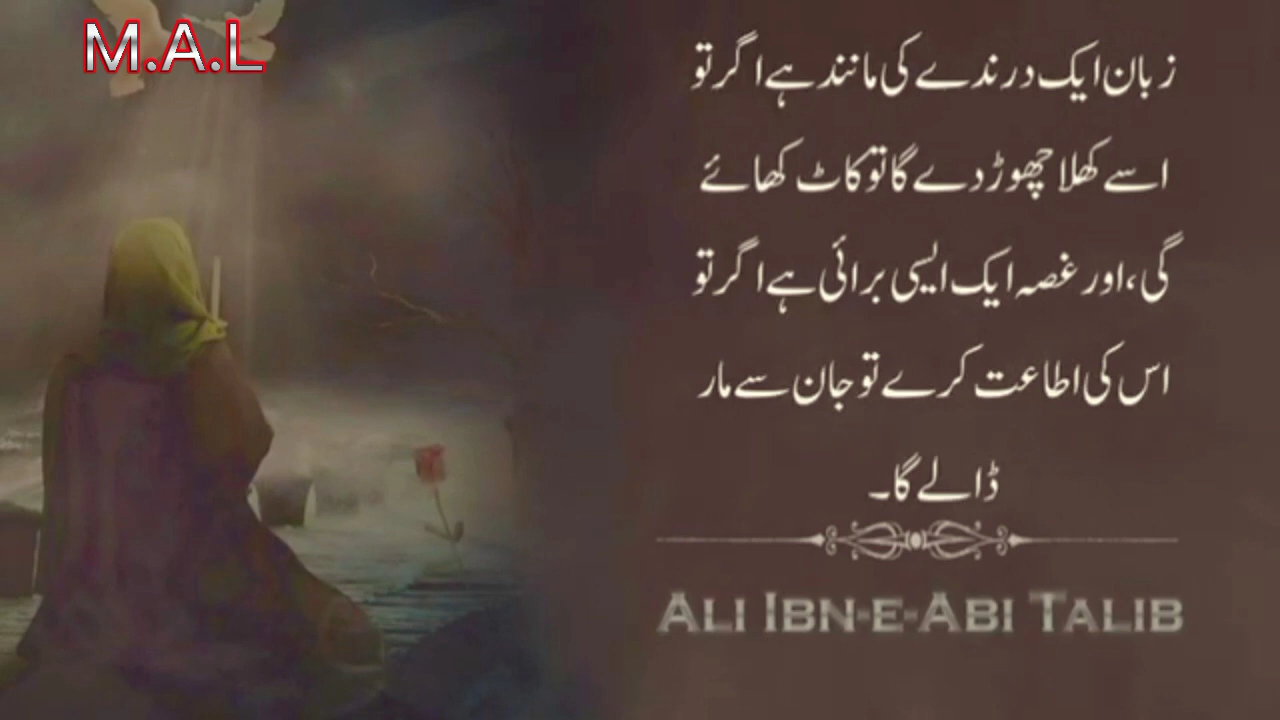 M.A.L
زبان ایک درندے کی مانند ہے اگر تو
اسے کھلا چھوڑ دے گا تو کاٹ کھائے
گی، اور غصہ ایک ایسی برائی ہے اگر تو
اس کی اطاعت کرے تو جان سے مار
ڈالے گا۔
ALI IBN-E-ABI TALIB